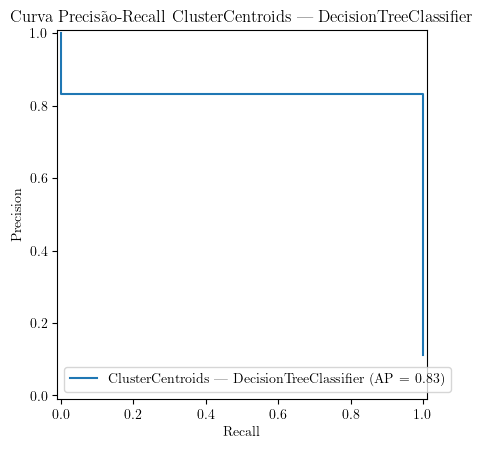 Curva Precisão-Recall ClusterCentroids — DecisionTreeClassifier
1.0
0.8
0.6
0.4
0.2
0.0
Precision
ClusterCentroids — DecisionTreeClassifier (AP = 0.83)
0.0 0.2 0.4 0.6 0.8 1.0
Recall